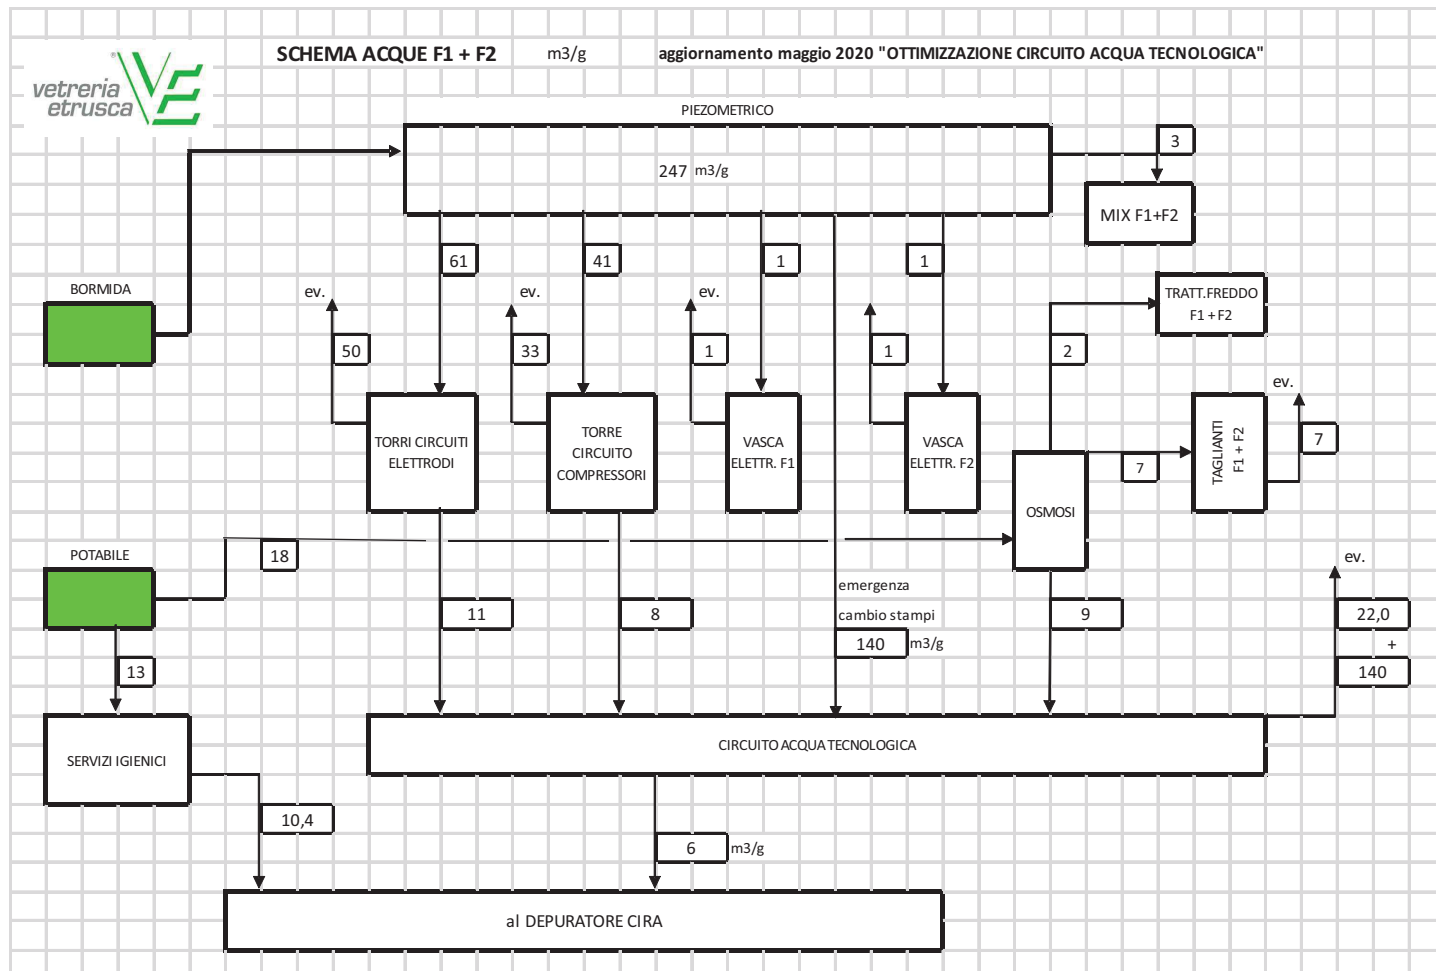 vetreria
etrusca
SCHEMA ACQUE F1 + F2 m3/g aggiornamento maggio 2020 "OTTIMIZZAZIONE CIRCUITO ACQUA TECNOLOGICA"
PIEZOMETRICO
247 m3/g
3
MIX F1+F2
61
41
1
1
BORMIDA
ev.
ev.
ev.
TRATT.FREDDO
F1 + F2
50
33
1
1
2
ev.
TORRI CIRCUITI
ELETTRODI
TORRE
CIRCUITO
COMPRESSORI
VASCA
ELETTR. F1
VASCA
ELETTR. F2
7
TAGLIANTI
F1 + F2
7
OSMOSI
POTABILE
18
ev.
emergenza
cambio stampi
140 m3/g
11
8
9
22,0
+
140
13
SERVIZI IGIENICI
CIRCUITO ACQUA TECNOLOGICA
10,4
6 m3/g
al DEPURATORE CIRA